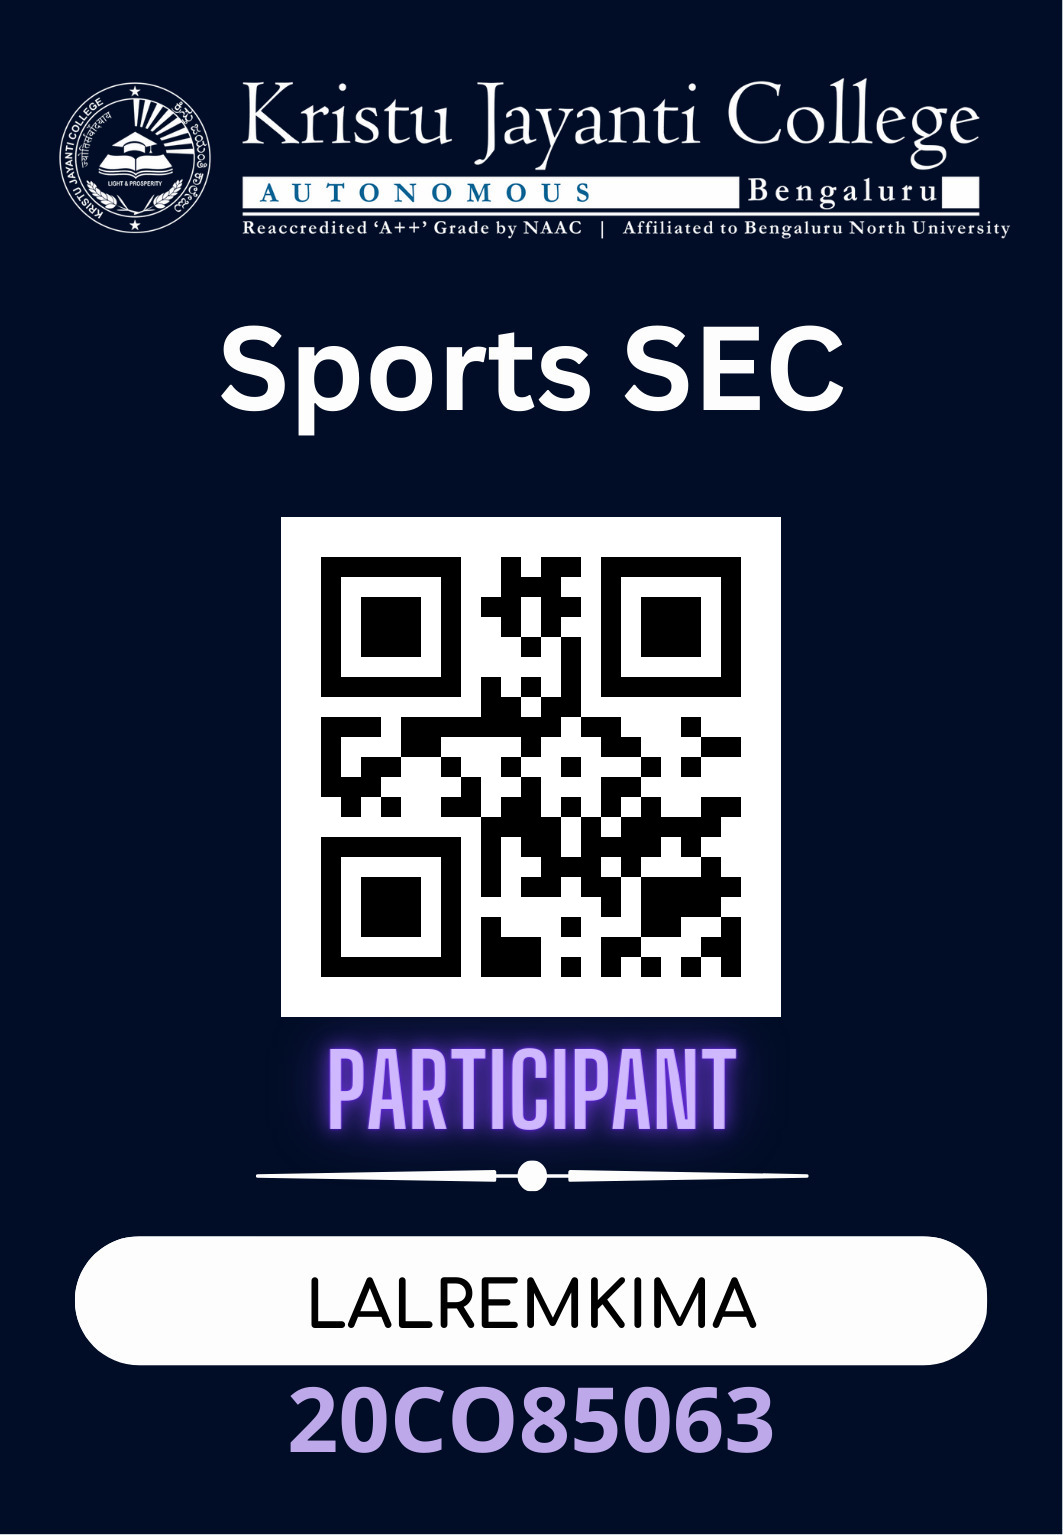 Kristu Jayanti College
AUTONOMOUS Bengaluru
Reaccredited ‘A++’ Grade by NAAC | Affiliated to Bengaluru North University
KRISTU JAYANTI COLLEGE
LIGHT & PROSPERITY
Sports SEC
PARTICIPANT
LALREMKIMA
20CO85063